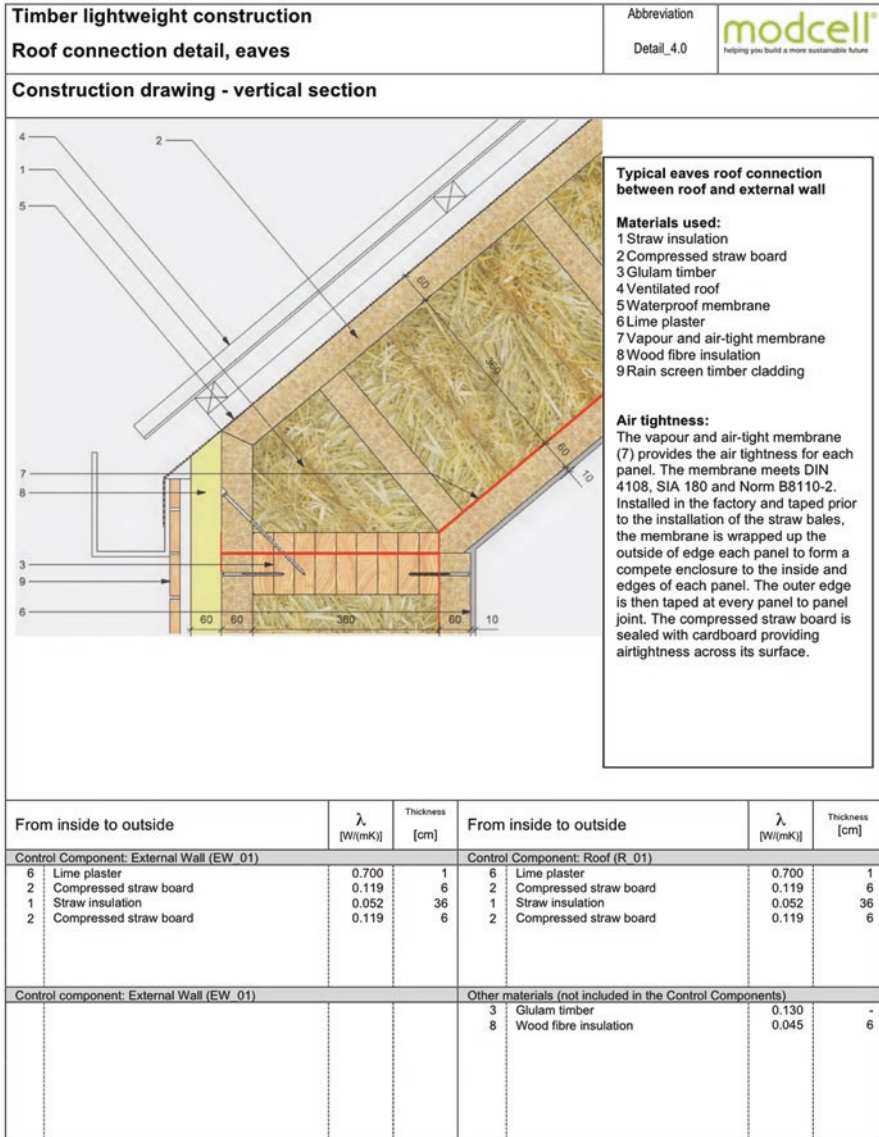 Timber lightweight construction
Roof connection detail, eaves
Abbreviation
Detail_4.0
modcell®
helping you build a more sustainable future
Construction drawing - vertical section
4
2
1
5
60
369
60
10
7
8
3
9
6
60 60 380 60 10
Typical eaves roof connection
between roof and external wall
Materials used:
1 Straw insulation
2 Compressed straw board
3 Glulam timber
4 Ventilated roof
5 Waterproof membrane
6 Lime plaster
7 Vapour and air-tight membrane
8 Wood fibre insulation
9 Rain screen timber cladding
Air tightness:
The vapour and air-tight membrane
(7) provides the air tightness for each
panel. The membrane meets DIN
4108, SIA 180 and Norm B8110-2.
Installed in the factory and taped prior
to the installation of the straw bales,
the membrane is wrapped up the
outside of edge each panel to form a
compete enclosure to the inside and
edges of each panel. The outer edge
is then taped at every panel to panel
joint. The compressed straw board is
sealed with cardboard providing
airtightness across its surface.
From inside to outside λ [W/(mK)] Thickness [cm]
Control Component: External Wall (EW_01)
6 Lime plaster 0.700 1
2 Compressed straw board 0.119 6
1 Straw insulation 0.052 36
2 Compressed straw board 0.119 6
Control component: External Wall (EW_01)
From inside to outside λ [W/(mK)] Thickness [cm]
Control Component: Roof (R_01)
6 Lime plaster 0.700 1
2 Compressed straw board 0.119 6
1 Straw insulation 0.052 36
2 Compressed straw board 0.119 6
Other materials (not included in the Control Components)
3 Glulam timber 0.130 -
8 Wood fibre insulation 0.045 6